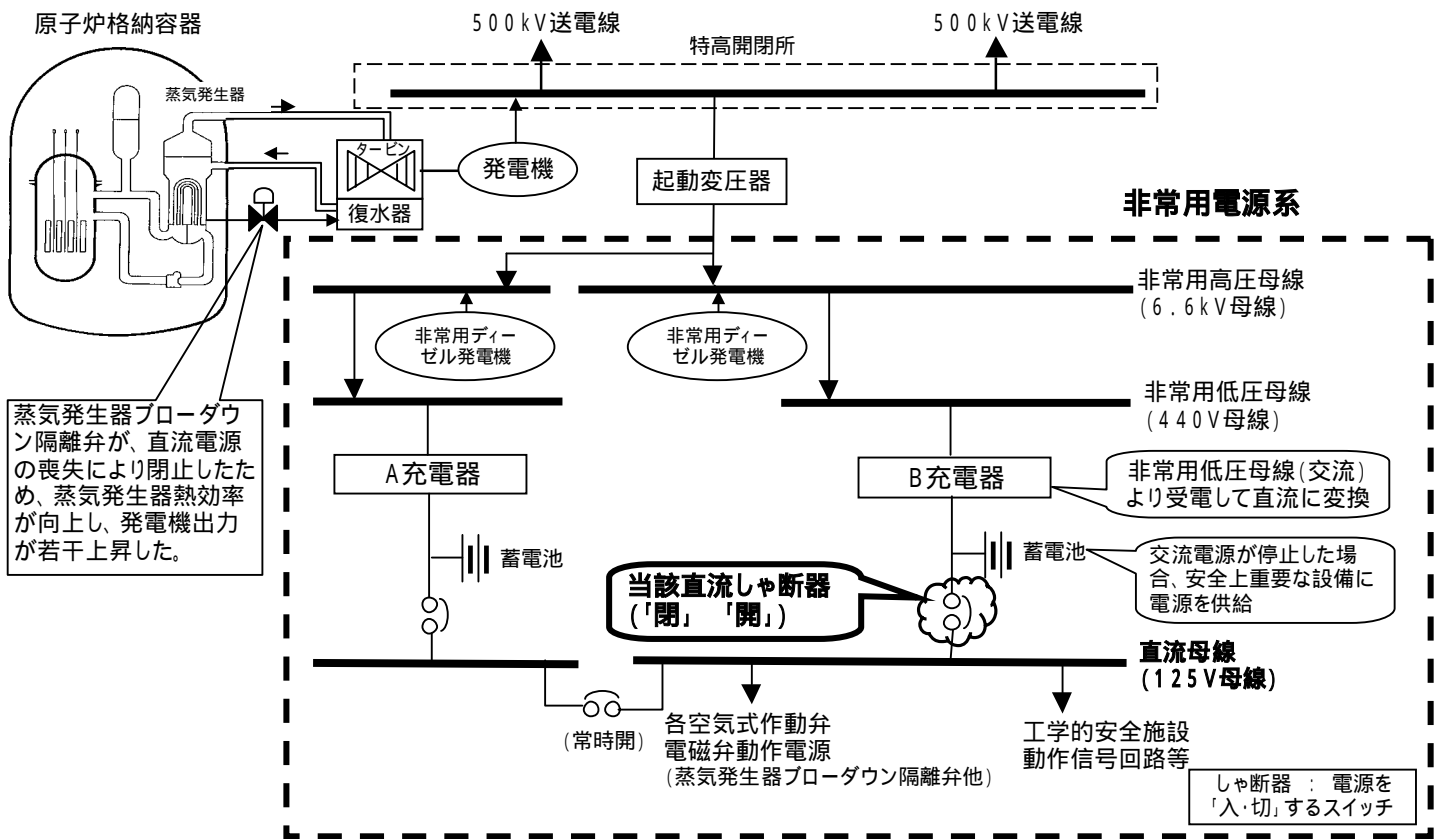 原子炉格納容器
500kV送電線
500kV送電線
特高開閉所
蒸気発生器
タービン
発電機
復水器
起動変圧器
非常用電源系
非常用高圧母線
(6.6kV母線)
非常用ディー
ゼル発電機
非常用ディー
ゼル発電機
蒸気発生器ブローダウ
ン隔離弁が、直流電源
の喪失により閉止したた
め、蒸気発生器熱効率
が向上し、発電機出力
が若干上昇した。
非常用低圧母線
(440V母線)
A充電器
B充電器
非常用低圧母線(交流)
より受電して直流に変換
蓄電池
蓄電池
交流電源が停止した場
合、安全上重要な設備に
電源を供給
当該直流しゃ断器
(「閉」 「開」)
直流母線
(125V母線)
(常時開)
各空気式作動弁
電磁弁動作電源
(蒸気発生器ブローダウン隔離弁他)
工学的安全施設
動作信号回路等
しゃ断器 : 電源を
「入・切」するスイッチ